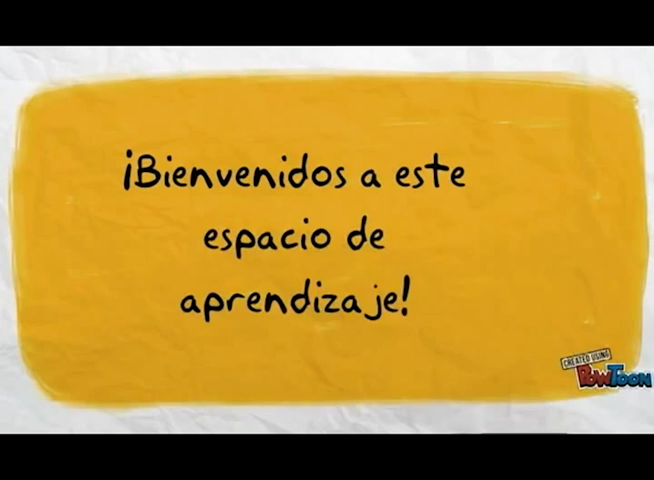 ¡Bienvenidos a este
espacio de
aprendizaje!
CREATED USING
PowToon